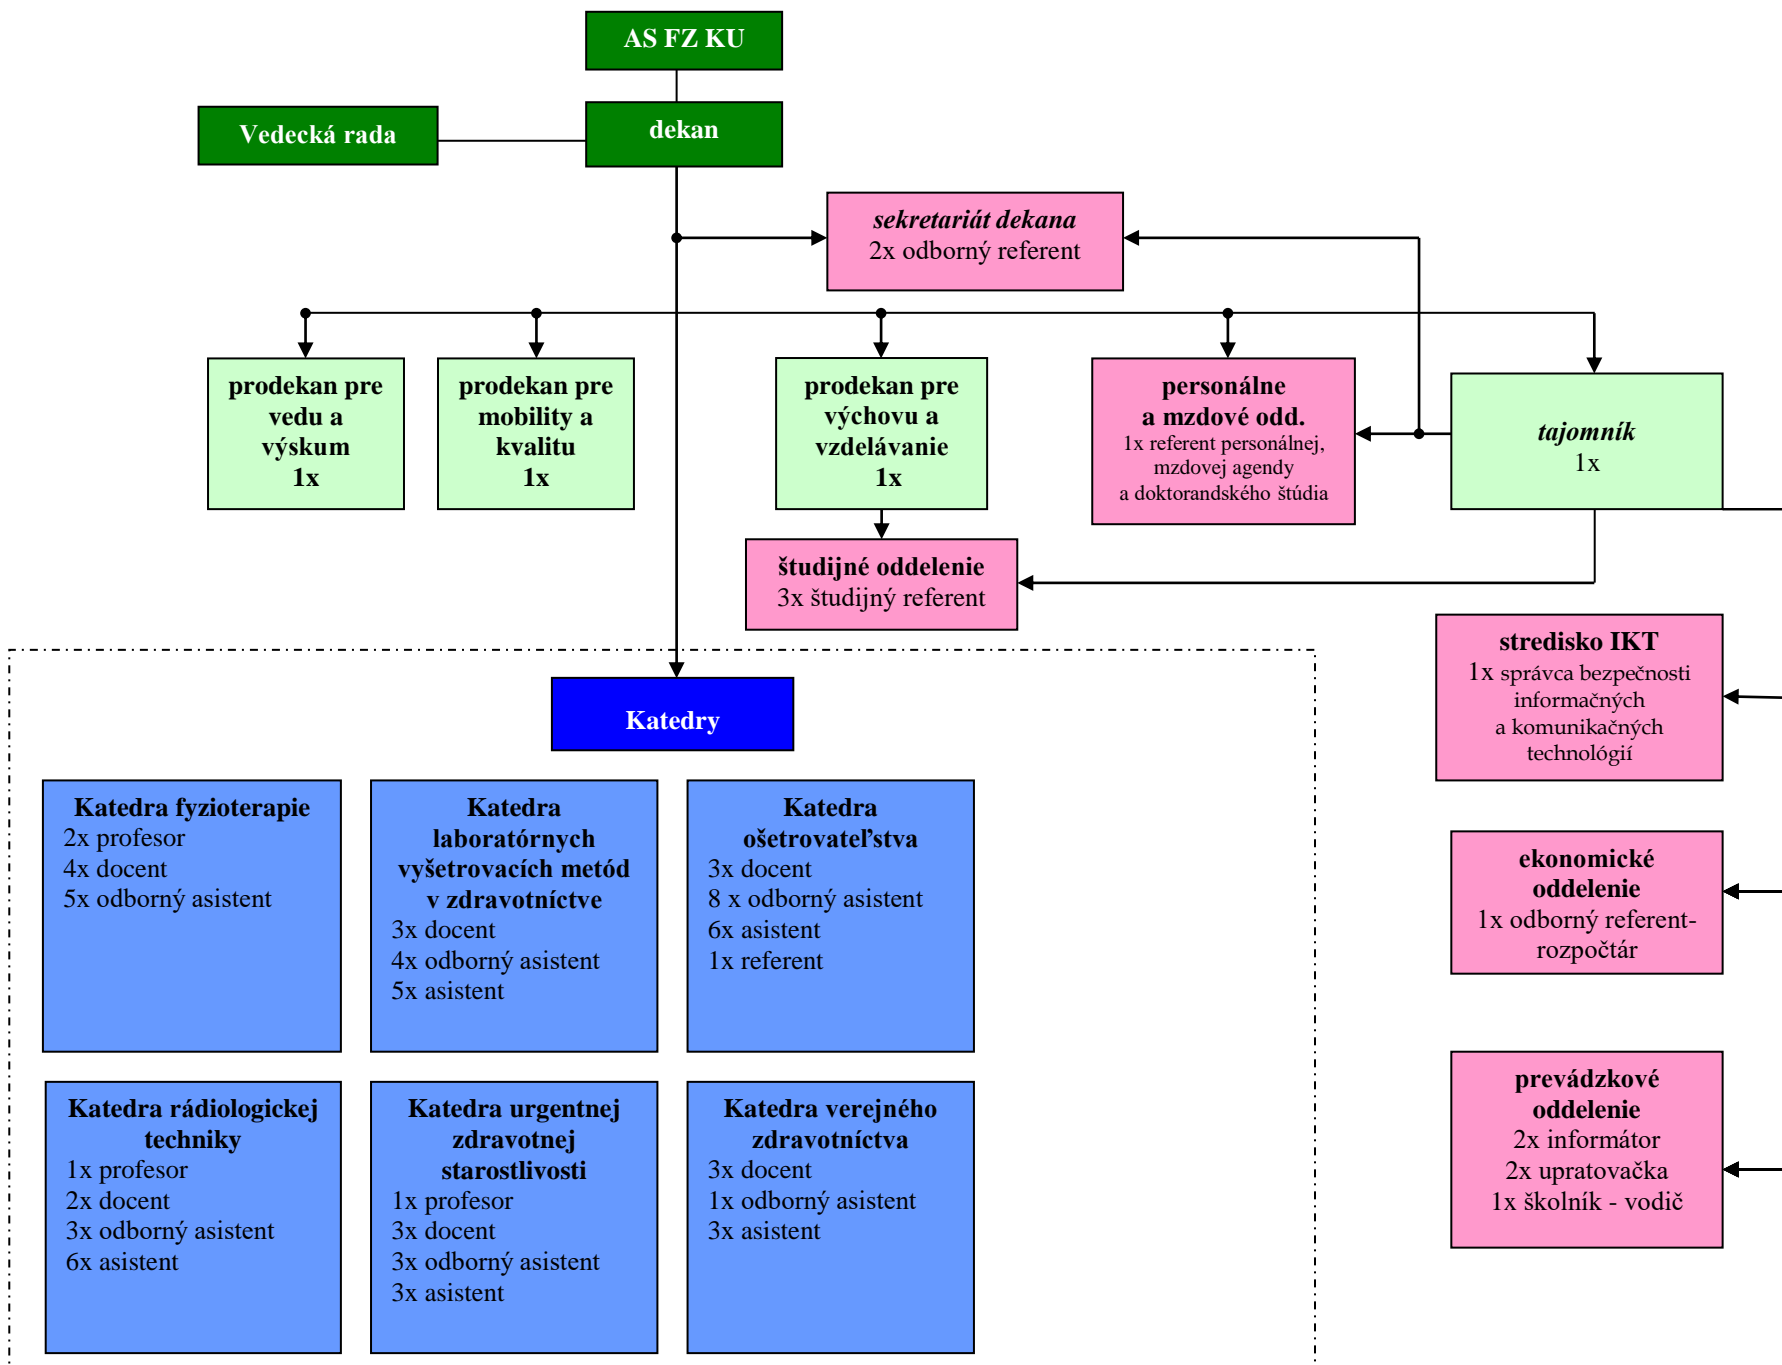 AS FZ KU
Vedecká rada
dekan
sekretariát dekana
2x odborný referent
prodekan pre
vedu a
výskum
1x
prodekan pre
mobility a
kvalitu
1x
prodekan pre
výchovu a
vzdelávanie
1x
personálne
a mzdové odd.
1x referent personálnej,
mzdovej agendy
a doktorandského štúdia
tajomník
1x
študijné oddelenie
3x študijný referent
stredisko IKT
1x správca bezpečnosti
informačných
a komunikačných
technológií
Katedry
Katedra fyzioterapie
2x profesor
4x docent
5x odborný asistent
Katedra
laboratórnych
vyšetrovacích metód
v zdravotníctve
3x docent
4x odborný asistent
5x asistent
Katedra
ošetrovateľstva
3x docent
8 x odborný asistent
6x asistent
1x referent
ekonomické
oddelenie
1x odborný referent-
rozpočtár
Katedra rádiologickej
techniky
1x profesor
2x docent
3x odborný asistent
6x asistent
Katedra urgentnej
zdravotnej
starostlivosti
1x profesor
3x docent
3x odborný asistent
3x asistent
Katedra verejného
zdravotníctva
3x docent
1x odborný asistent
3x asistent
prevádzkové
oddelenie
2x informátor
2x upratovačka
1x školník - vodič